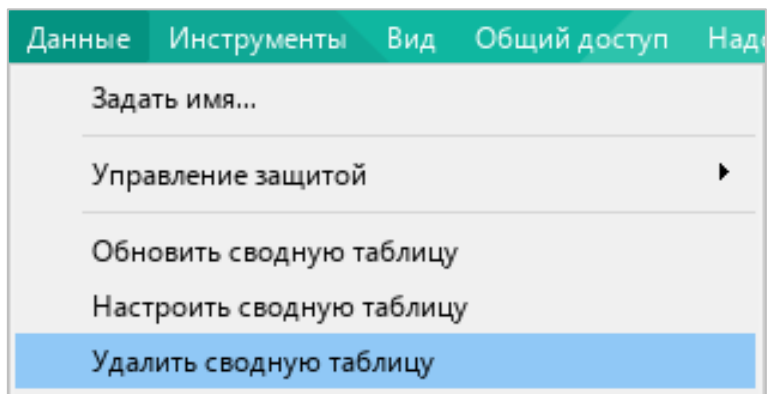 Данные Инструменты Вид Общий доступ
Задать имя...
Управление защитой
Обновить сводную таблицу
Настроить сводную таблицу
Удалить сводную таблицу